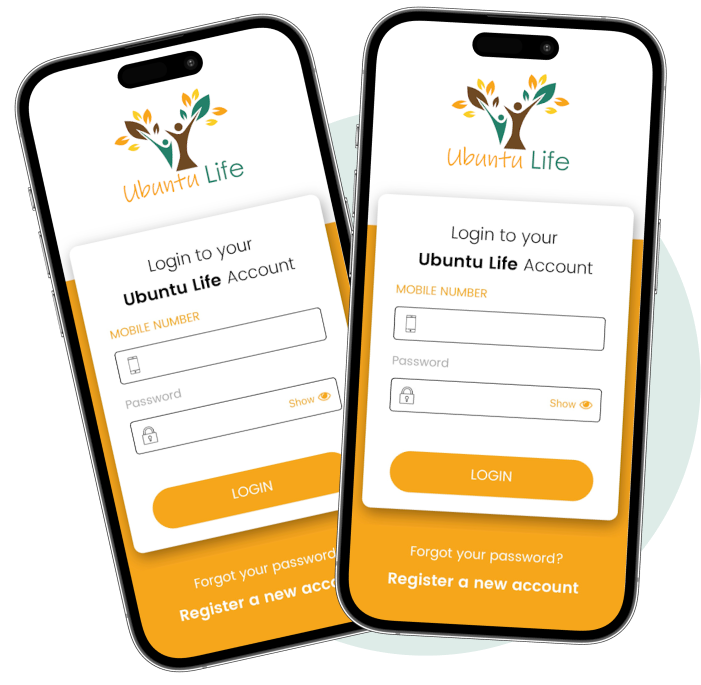 Ubuntu Life
Login to your
Ubuntu Life Account
MOBILE NUMBER
Password
Show
LOGIN
Forgot your password
Register a new acco
Ubuntu Life
Login to your
Ubuntu Life Account
MOBILE NUMBER
Password
Show
LOGIN
Forgot your password?
Register a new account